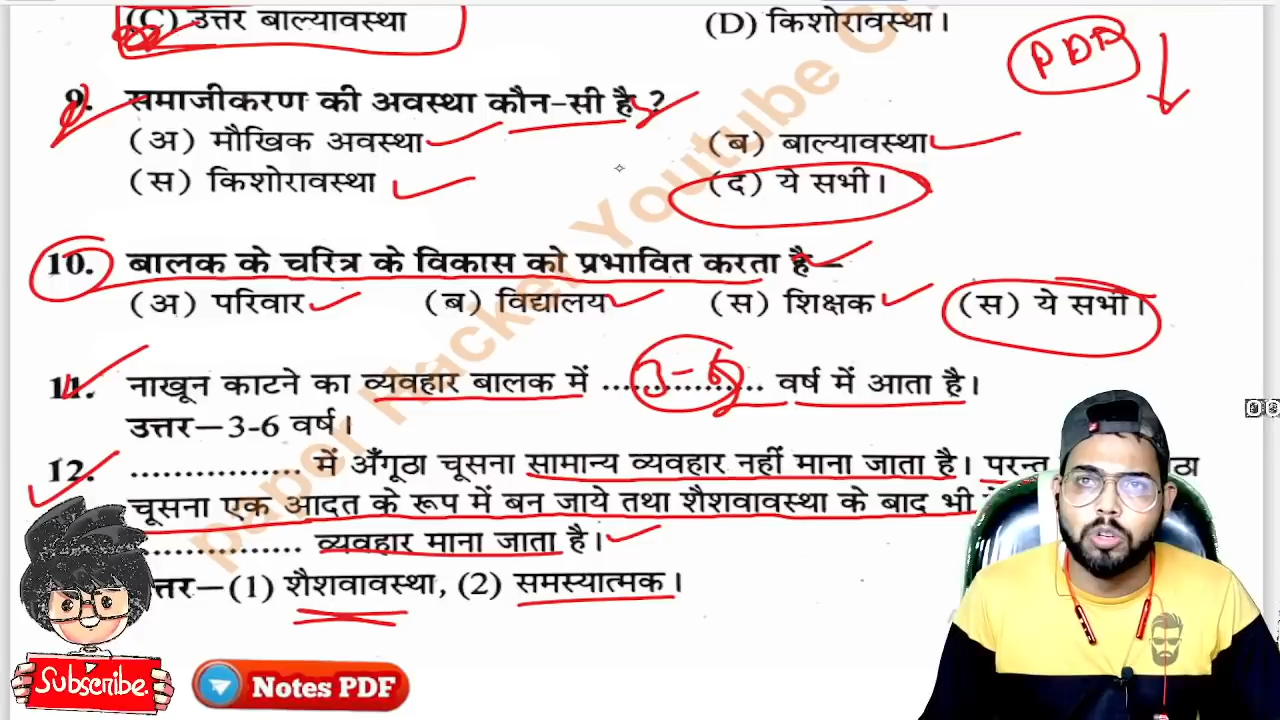 (C) उत्तर बाल्यावस्था (D) किशोरावस्था।
PDF
9. समाजीकरण की अवस्था कौन-सी है ?
(अ) मौखिक अवस्था (ब) बाल्यावस्था
(स) किशोरावस्था (द) ये सभी।
10. बालक के चरित्र के विकास को प्रभावित करता है–
(अ) परिवार (ब) विद्यालय (स) शिक्षक (स) ये सभी।
11. नाखून काटने का व्यवहार बालक में ................. वर्ष में आता है।
3-6
उत्तर–3-6 वर्ष।
12. ................. में अँगूठा चूसना सामान्य व्यवहार नहीं माना जाता है। परन्तु
चूसना एक आदत के रूप में बन जाये तथा शैशवावस्था के बाद भी
................. व्यवहार माना जाता है।
त्तर–(1) शैशवावस्था, (2) समस्यात्मक।
Paper Hacker Youtube
Subscribe.
Notes PDF